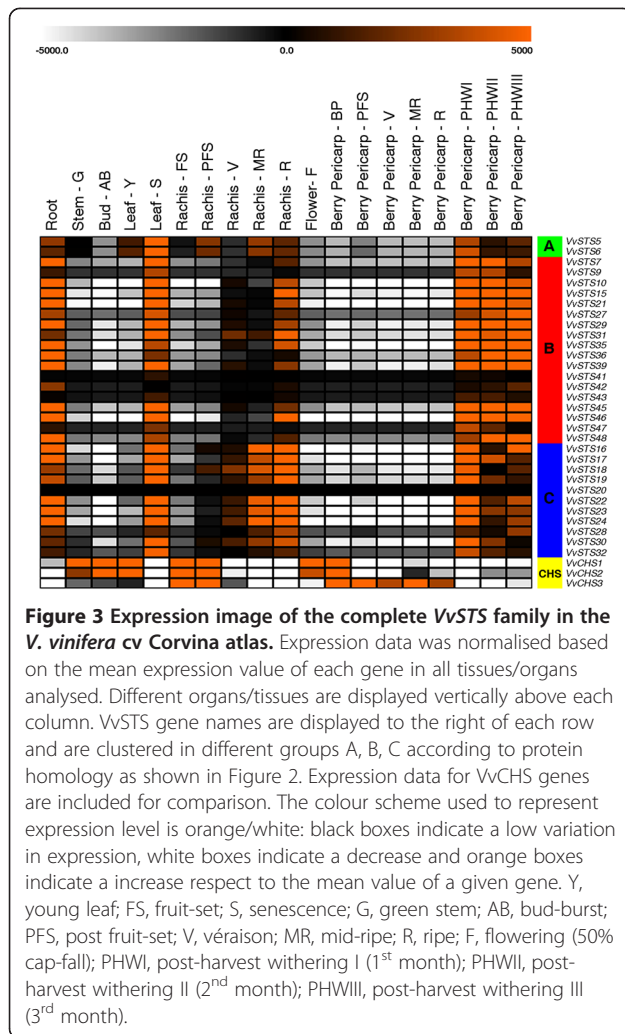 -5000.0 0.0 5000
Root
Stem - G
Bud - AB
Leaf - Y
Leaf - S
Rachis - FS
Rachis - PFS
Rachis - V
Rachis - MR
Rachis - R
Flower- F
Berry Pericarp - BP
Berry Pericarp - PFS
Berry Pericarp - V
Berry Pericarp - MR
Berry Pericarp - R
Berry Pericarp - PHWI
Berry Pericarp - PHWII
Berry Pericarp - PHWIII
A
VvSTS5
VvSTS6
B
VvSTS7
VvSTS9
VvSTS10
VvSTS15
VvSTS21
VvSTS27
VvSTS29
VvSTS31
VvSTS35
VvSTS36
VvSTS39
VvSTS41
VvSTS42
VvSTS43
VvSTS45
VvSTS46
VvSTS47
VvSTS48
C
VvSTS16
VvSTS17
VvSTS18
VvSTS19
VvSTS20
VvSTS22
VvSTS23
VvSTS24
VvSTS28
VvSTS30
VvSTS32
CHS
VvCHS1
VvCHS2
VvCHS3
Figure 3 Expression image of the complete VvSTS family in the
V. vinifera cv Corvina atlas. Expression data was normalised based
on the mean expression value of each gene in all tissues/organs
analysed. Different organs/tissues are displayed vertically above each
column. VvSTS gene names are displayed to the right of each row
and are clustered in different groups A, B, C according to protein
homology as shown in Figure 2. Expression data for VvCHS genes
are included for comparison. The colour scheme used to represent
expression level is orange/white: black boxes indicate a low variation
in expression, white boxes indicate a decrease and orange boxes
indicate a increase respect to the mean value of a given gene. Y,
young leaf; FS, fruit-set; S, senescence; G, green stem; AB, bud-burst;
PFS, post fruit-set; V, véraison; MR, mid-ripe; R, ripe; F, flowering (50%
cap-fall); PHWI, post-harvest withering I (1st month); PHWII, post-
harvest withering II (2nd month); PHWIII, post-harvest withering III
(3rd month).